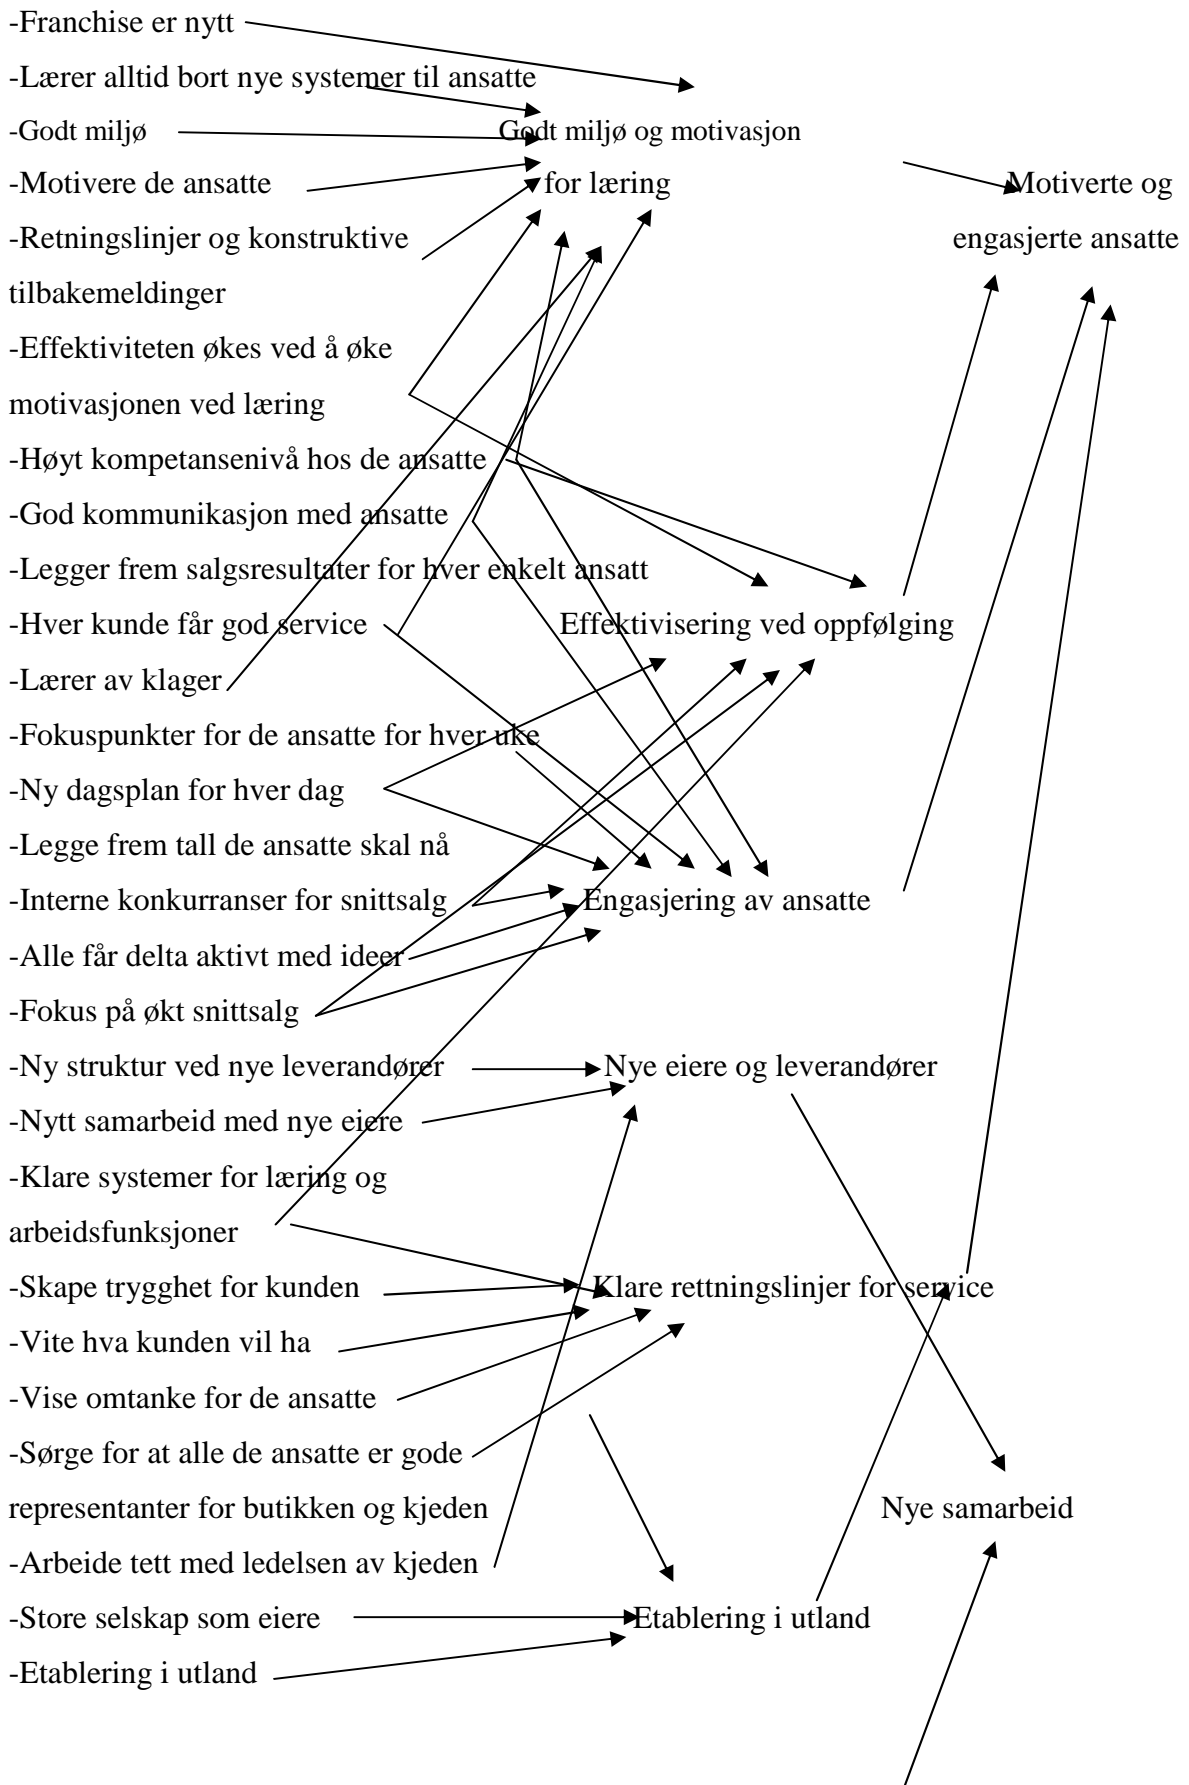 -Franchise er nytt
-Lærer alltid bort nye systemer til ansatte
-Godt miljø
Godt miljø og motivasjon
-Motivere de ansatte
for læring
Motiverte og
-Retningslinjer og konstruktive
engasjerte ansatte
tilbakemeldinger
-Effektiviteten økes ved å øke
motivasjonen ved læring
-Høyt kompetansenivå hos de ansatte
-God kommunikasjon med ansatte
-Legger frem salgsresultater for hver enkelt ansatt
-Hver kunde får god service
Effektivisering ved oppfølging
-Lærer av klager
-Fokuspunkter for de ansatte for hver uke
-Ny dagsplan for hver dag
-Legge frem tall de ansatte skal nå
-Interne konkurranser for snittsalg
Engasjering av ansatte
-Alle får delta aktivt med ideer
-Fokus på økt snittsalg
-Ny struktur ved nye leverandører
Nye eiere og leverandører
-Nytt samarbeid med nye eiere
-Klare systemer for læring og
arbeidsfunksjoner
-Skape trygghet for kunden
Klare rettningslinjer for service
-Vite hva kunden vil ha
-Vise omtanke for de ansatte
-Sørge for at alle de ansatte er gode
representanter for butikken og kjeden
Nye samarbeid
-Arbeide tett med ledelsen av kjeden
-Store selskap som eiere
Etablering i utland
-Etablering i utland